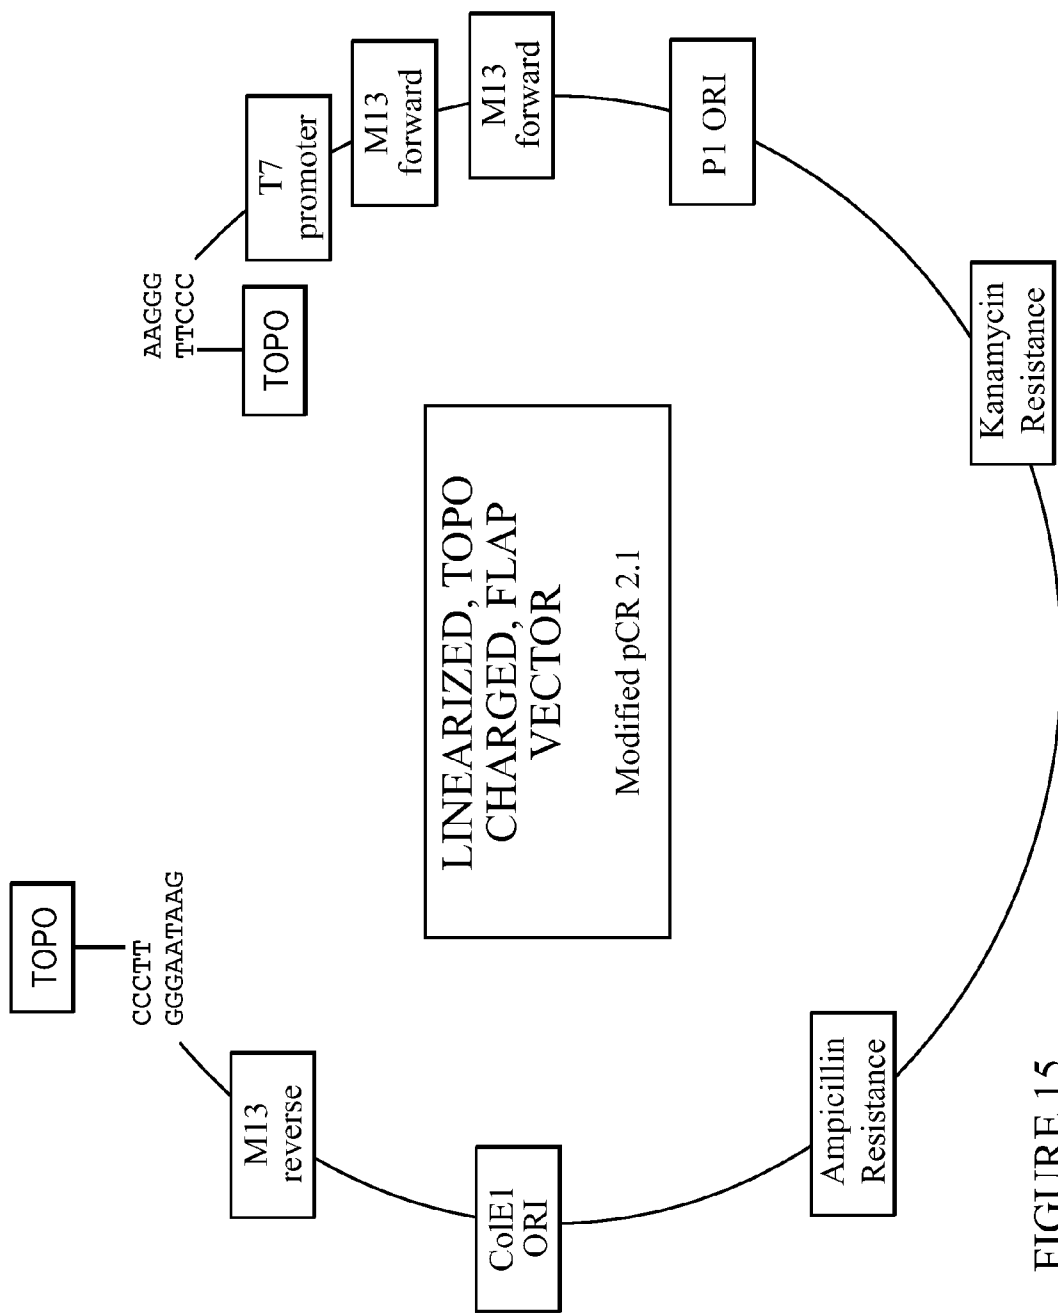 TOPO
CCCTT
GGGAATAAG
AAGGG
TTCCC
TOPO
T7
promoter
M13
forward
M13
forward
P1 ORI
Kanamycin
Resistance
Ampicillin
Resistance
ColE1
ORI
M13
reverse
LINEARIZED, TOPO
CHARGED, FLAP
VECTOR
Modified pCR 2.1
FIGURE 15